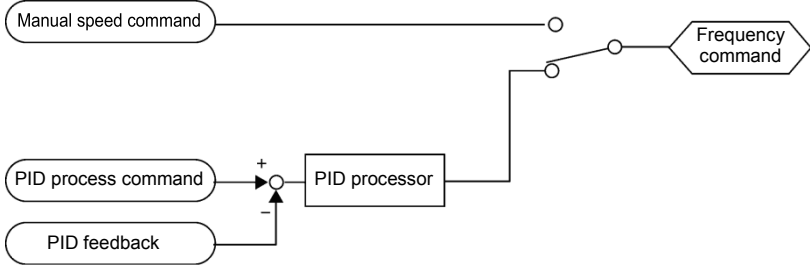 Manual speed command
Frequency
command
+
PID process command
PID processor
−
PID feedback